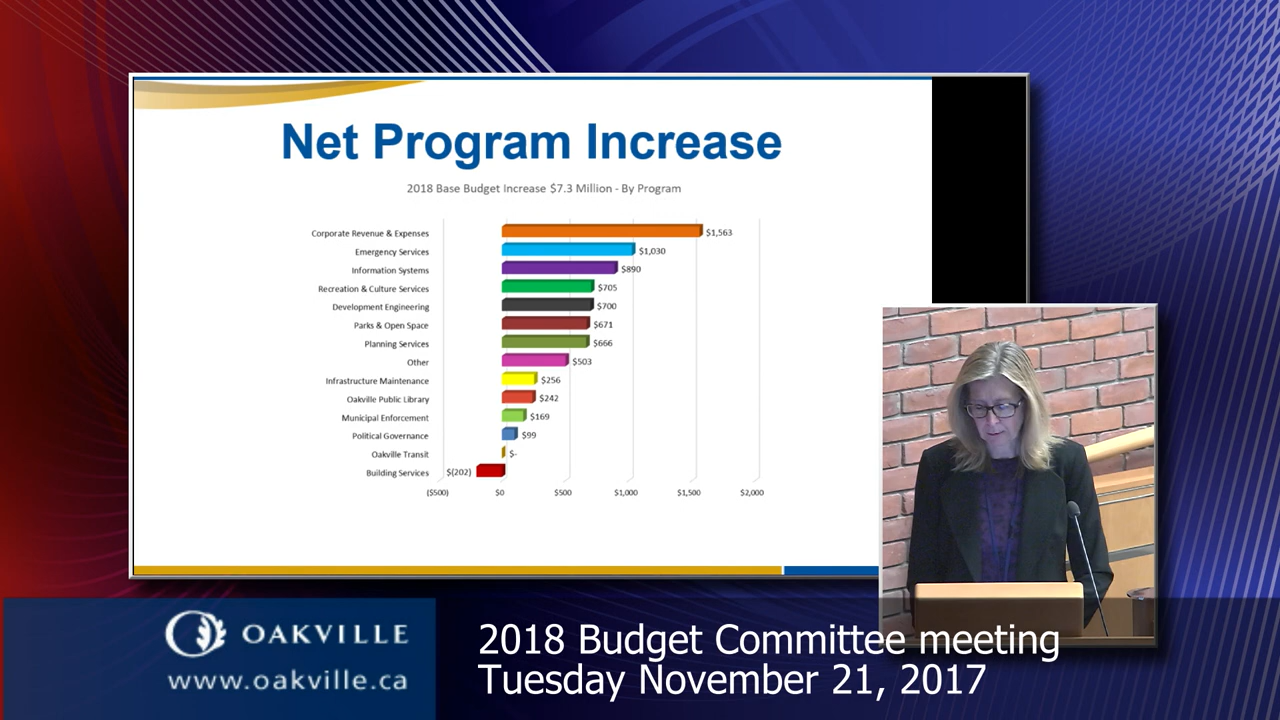 Net Program Increase
2018 Base Budget Increase $7.3 Million - By Program
Corporate Revenue & Expenses $1,563
Emergency Services $1,030
Information Systems $890
Recreation & Culture Services $705
Development Engineering $700
Parks & Open Space $671
Planning Services $666
Other $503
Infrastructure Maintenance $256
Oakville Public Library $242
Municipal Enforcement $169
Political Governance $99
Oakville Transit $-
Building Services $(202)
($500) $0 $500 $1,000 $1,500 $2,000
OAKVILLE
www.oakville.ca
2018 Budget Committee meeting
Tuesday November 21, 2017